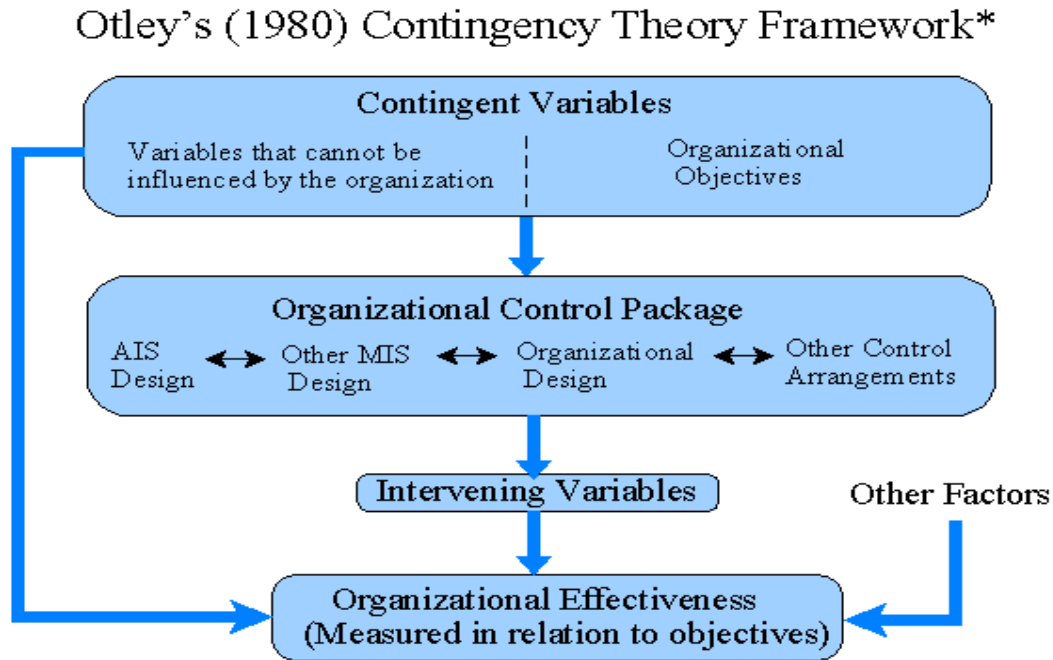 Otley's (1980) Contingency Theory Framework*
Contingent Variables
Variables that cannot be
influenced by the organization
Organizational
Objectives
Organizational Control Package
AIS
Design
Other MIS
Design
Organizational
Design
Other Control
Arrangements
Intervening Variables
Other Factors
Organizational Effectiveness
(Measured in relation to objectives)